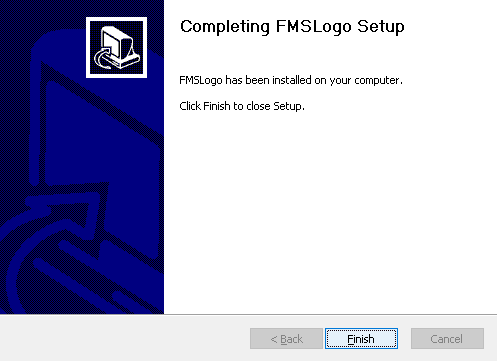 Completing FMSLogo Setup
FMSLogo has been installed on your computer.
Click Finish to close Setup.
< Back
Finish
Cancel